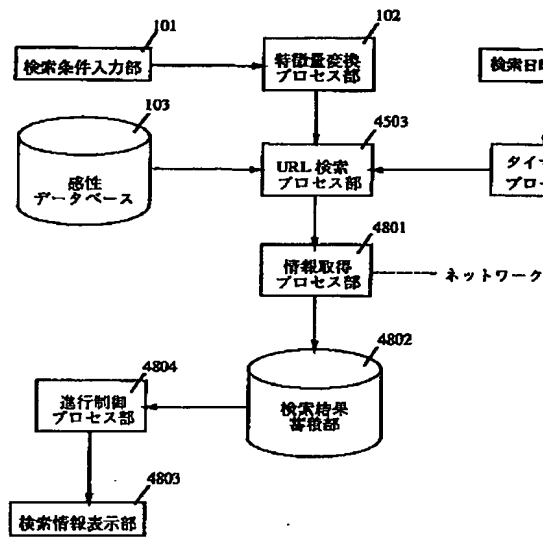 101
検索条件入力部
102
特徴量変換
プロセス部
検索日時
103
感性
データベース
4503
URL 検索
プロセス部
タイマ
プロー
4801
情報取得
プロセス部
ネットワーク
4802
検索結果
蓄積部
4804
進行制御
プロセス部
4803
検索情報表示部